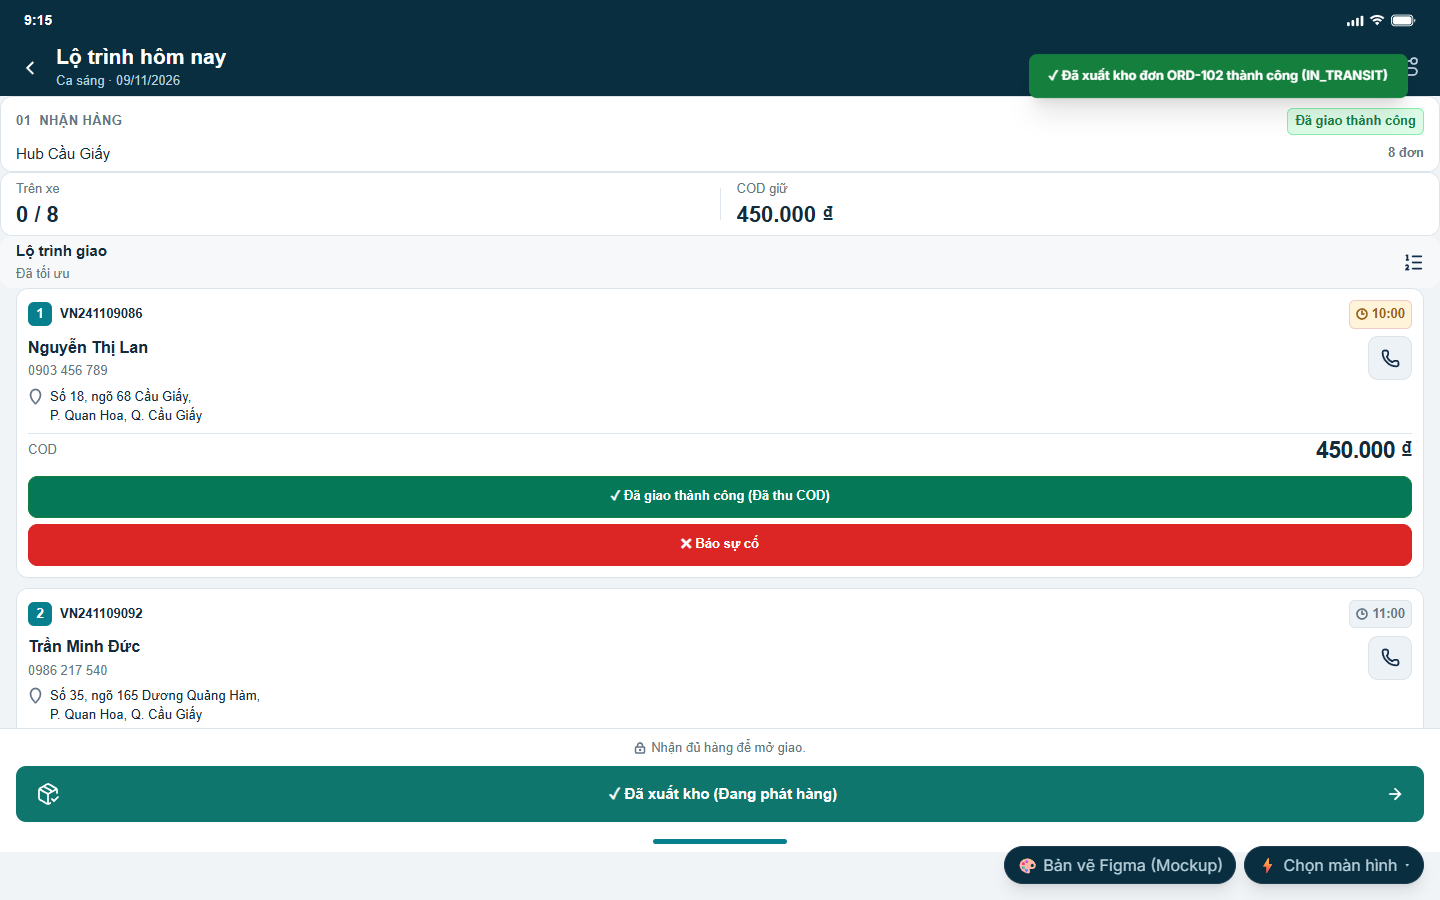 9:15
Lộ trình hôm nay
Ca sáng · 09/11/2026
✓ Đã xuất kho đơn ORD-102 thành công (IN_TRANSIT)
01 NHẬN HÀNG
Đã giao thành công
Hub Cầu Giấy
8 đơn
Trên xe
0 / 8
COD giữ
450.000 ₫
Lộ trình giao
Đã tối ưu
1 VN241109086
10:00
Nguyễn Thị Lan
0903 456 789
Số 18, ngõ 68 Cầu Giấy,
P. Quan Hoa, Q. Cầu Giấy
COD
450.000 ₫
✓ Đã giao thành công (Đã thu COD)
✕ Báo sự cố
2 VN241109092
11:00
Trần Minh Đức
0986 217 540
Số 35, ngõ 165 Dương Quảng Hàm,
P. Quan Hoa, Q. Cầu Giấy
Nhận đủ hàng để mở giao.
✓ Đã xuất kho (Đang phát hàng)
Bản vẽ Figma (Mockup)
Chọn màn hình